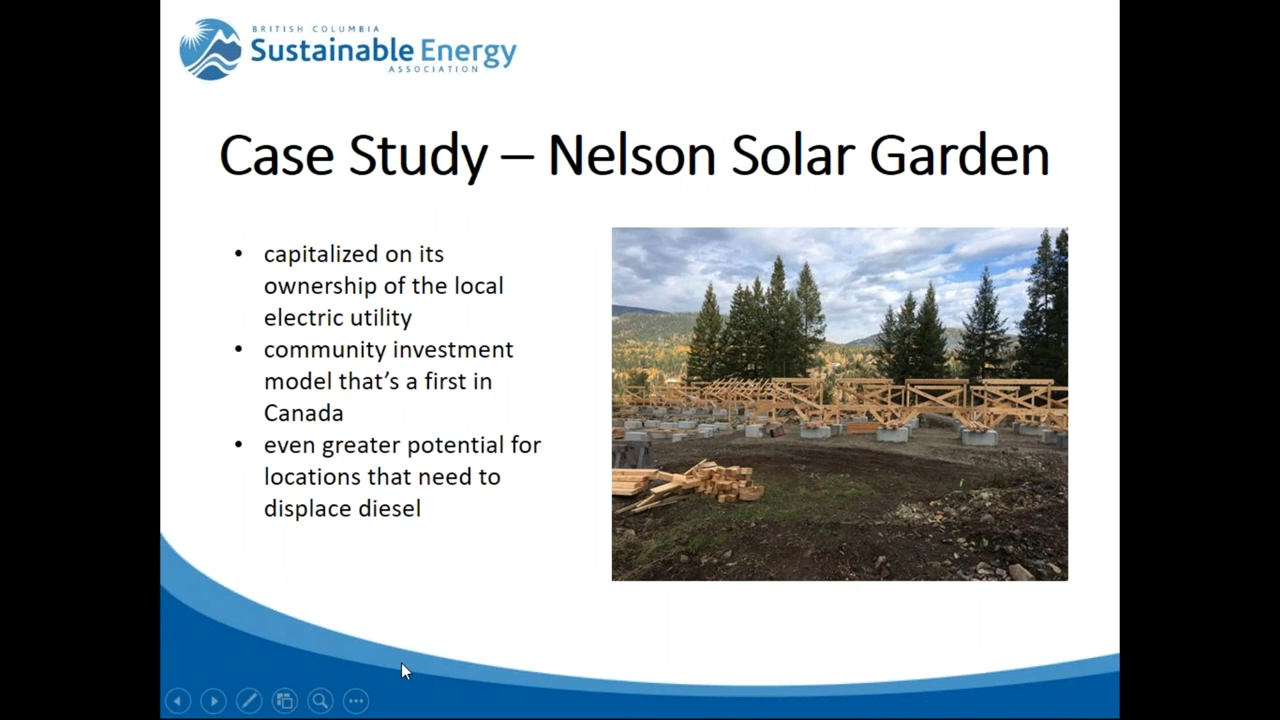 BRITISH COLUMBIA
Sustainable Energy
ASSOCIATION
Case Study – Nelson Solar Garden
• capitalized on its
ownership of the local
electric utility
• community investment
model that's a first in
Canada
• even greater potential for
locations that need to
displace diesel